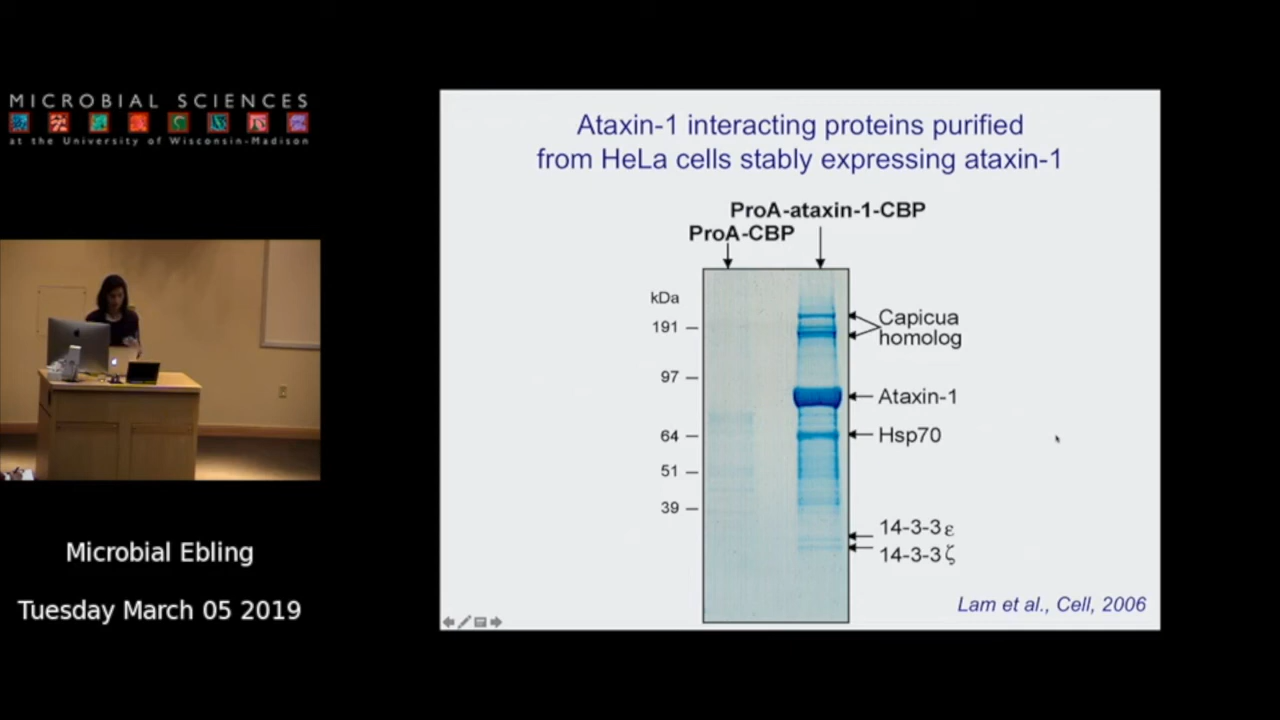 MICROBIAL SCIENCES
at the University of Wisconsin-Madison
Microbial Ebling
Tuesday March 05 2019
Ataxin-1 interacting proteins purified
from HeLa cells stably expressing ataxin-1
ProA-ataxin-1-CBP
ProA-CBP
kDa
191
97
64
51
39
Capicua
homolog
Ataxin-1
Hsp70
14-3-3ε
14-3-3ζ
Lam et al., Cell, 2006